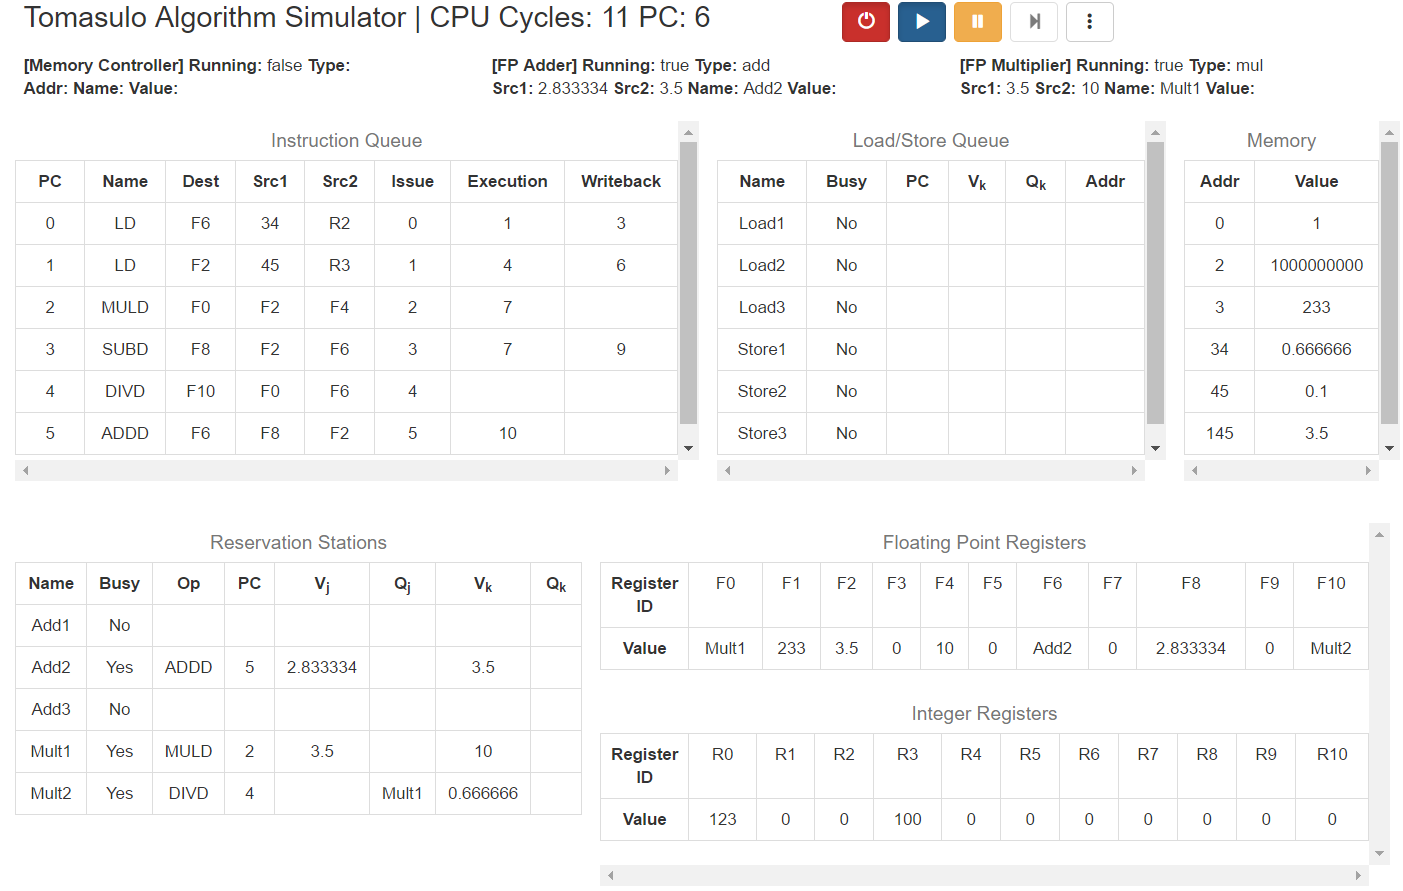 Tomasulo Algorithm Simulator | CPU Cycles: 11 PC: 6
[Memory Controller] Running: false Type:
Addr: Name: Value:
[FP Adder] Running: true Type: add
Src1: 2.833334 Src2: 3.5 Name: Add2 Value:
[FP Multiplier] Running: true Type: mul
Src1: 3.5 Src2: 10 Name: Mult1 Value:
Instruction Queue
PC Name Dest Src1 Src2 Issue Execution Writeback
0 LD F6 34 R2 0 1 3
1 LD F2 45 R3 1 4 6
2 MULD F0 F2 F4 2 7
3 SUBD F8 F2 F6 3 7 9
4 DIVD F10 F0 F6 4
5 ADDD F6 F8 F2 5 10
Load/Store Queue
Name Busy PC Vk Qk Addr
Load1 No
Load2 No
Load3 No
Store1 No
Store2 No
Store3 No
Memory
Addr Value
0 1
2 1000000000
3 233
34 0.666666
45 0.1
145 3.5
Reservation Stations
Name Busy Op PC Vj Qj Vk Qk
Add1 No
Add2 Yes ADDD 5 2.833334 3.5
Add3 No
Mult1 Yes MULD 2 3.5 10
Mult2 Yes DIVD 4 Mult1 0.666666
Floating Point Registers
Register ID F0 F1 F2 F3 F4 F5 F6 F7 F8 F9 F10
Value Mult1 233 3.5 0 10 0 Add2 0 2.833334 0 Mult2
Integer Registers
Register ID R0 R1 R2 R3 R4 R5 R6 R7 R8 R9 R10
Value 123 0 0 100 0 0 0 0 0 0 0